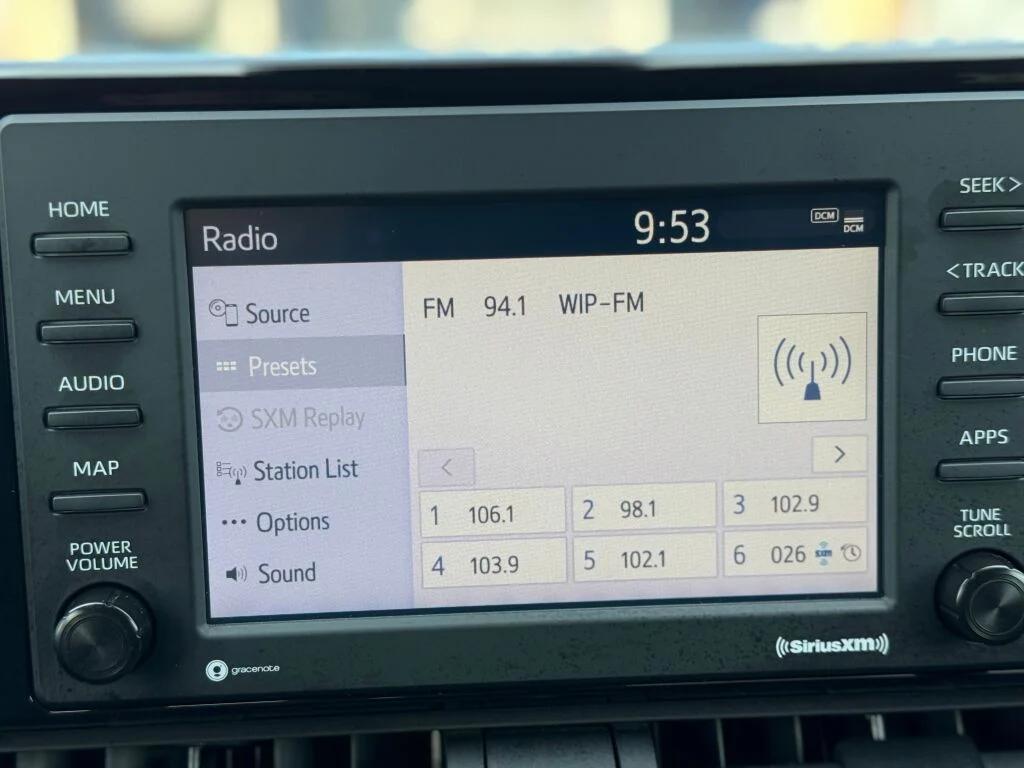 HOME
MENU
AUDIO
MAP
POWER
VOLUME
Radio
9:53
DCM
DCM
Source
Presets
SXM Replay
Station List
Options
Sound
FM 94.1 WIP-FM
<
>
1 106.1
2 98.1
3 102.9
4 103.9
5 102.1
6 026 sxm
SEEK >
< TRACK
PHONE
APPS
TUNE
SCROLL
gracenote
((SiriusXM))